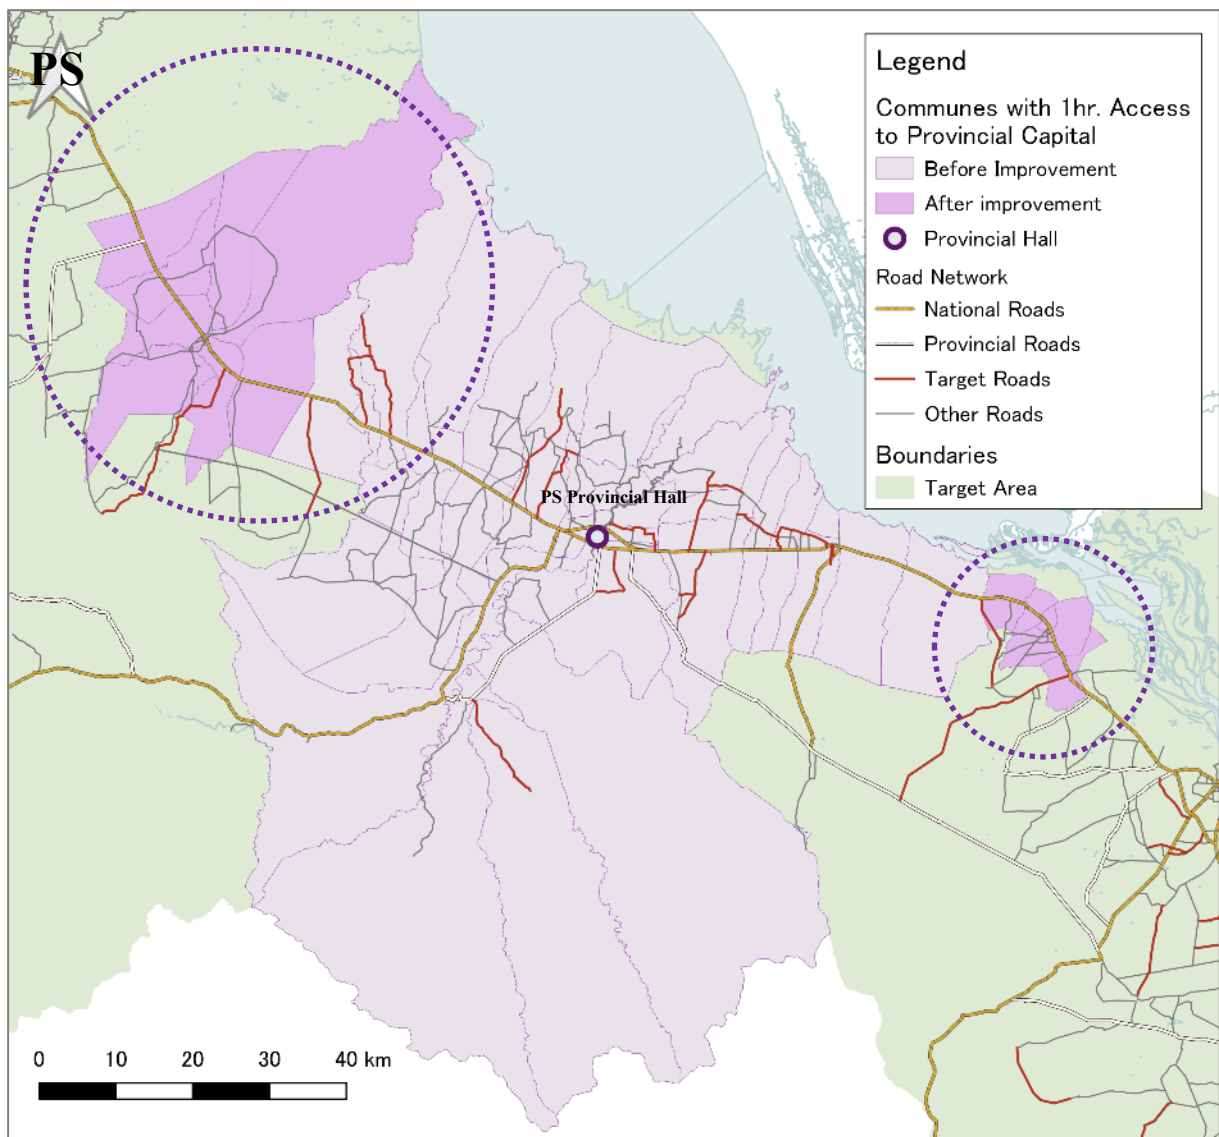 PS
Legend
Communes with 1hr. Access
to Provincial Capital
Before Improvement
After improvement
Provincial Hall
Road Network
National Roads
Provincial Roads
Target Roads
Other Roads
Boundaries
Target Area
PS Provincial Hall
0 10 20 30 40 km